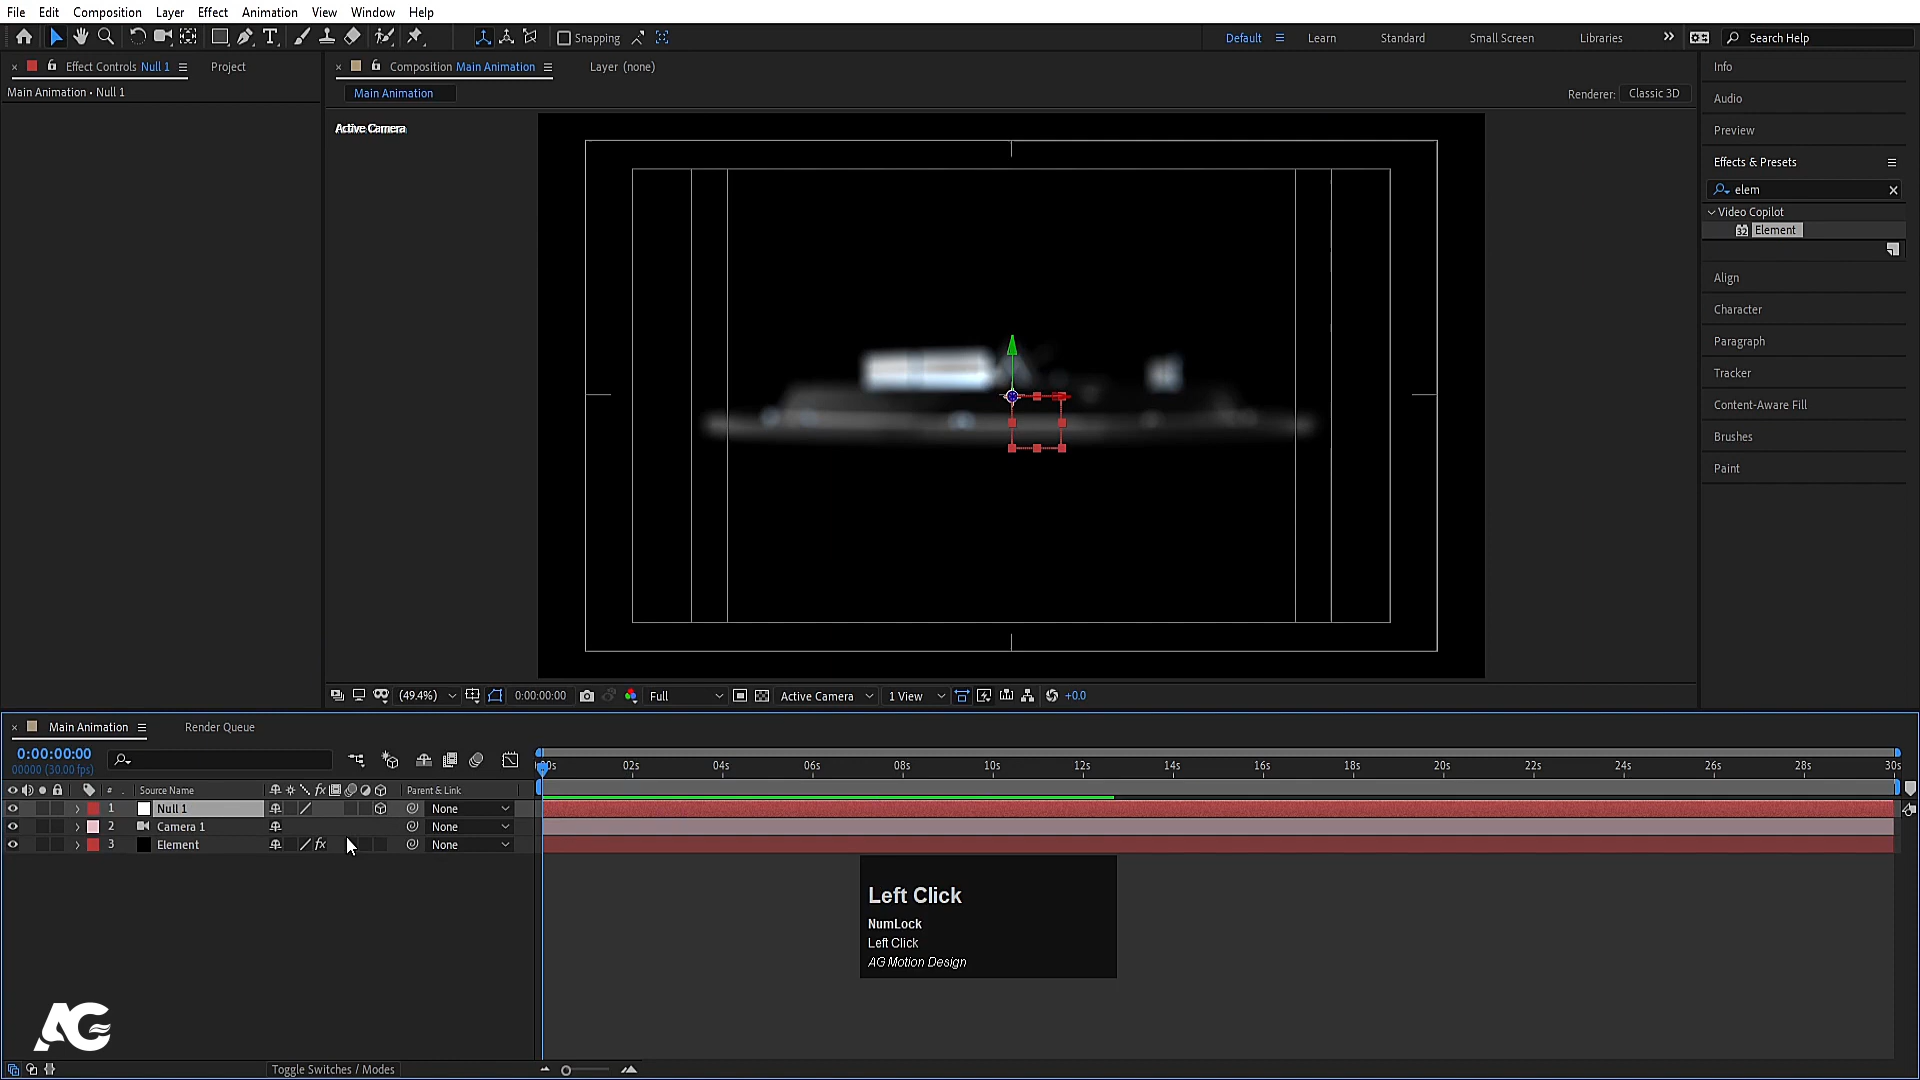 File Edit Composition Layer Effect Animation View Window Help
Snapping Default Learn Standard Small Screen Libraries Search Help
Effect Controls Null 1 Project Composition Main Animation Layer (none) Info
Main Animation • Null 1 Main Animation Renderer: Classic 3D
Audio
Active Camera
Preview
Effects & Presets
elem
Video Copilot
32 Element
Align
Character
Paragraph
Tracker
Content-Aware Fill
Brushes
Paint
(49.4%) 0:00:00:00 Full Active Camera 1 View +0.0
Main Animation Render Queue
0:00:00:00
00000 (30.00 fps) 02s 04s 06s 08s 10s 12s 14s 16s 18s 20s 22s 24s 26s 28s 30s
# Source Name fx Parent & Link
1 Null 1 None
2 Camera 1 None
3 Element fx None
Left Click
NumLock
Left Click
AG Motion Design
AG
Toggle Switches / Modes